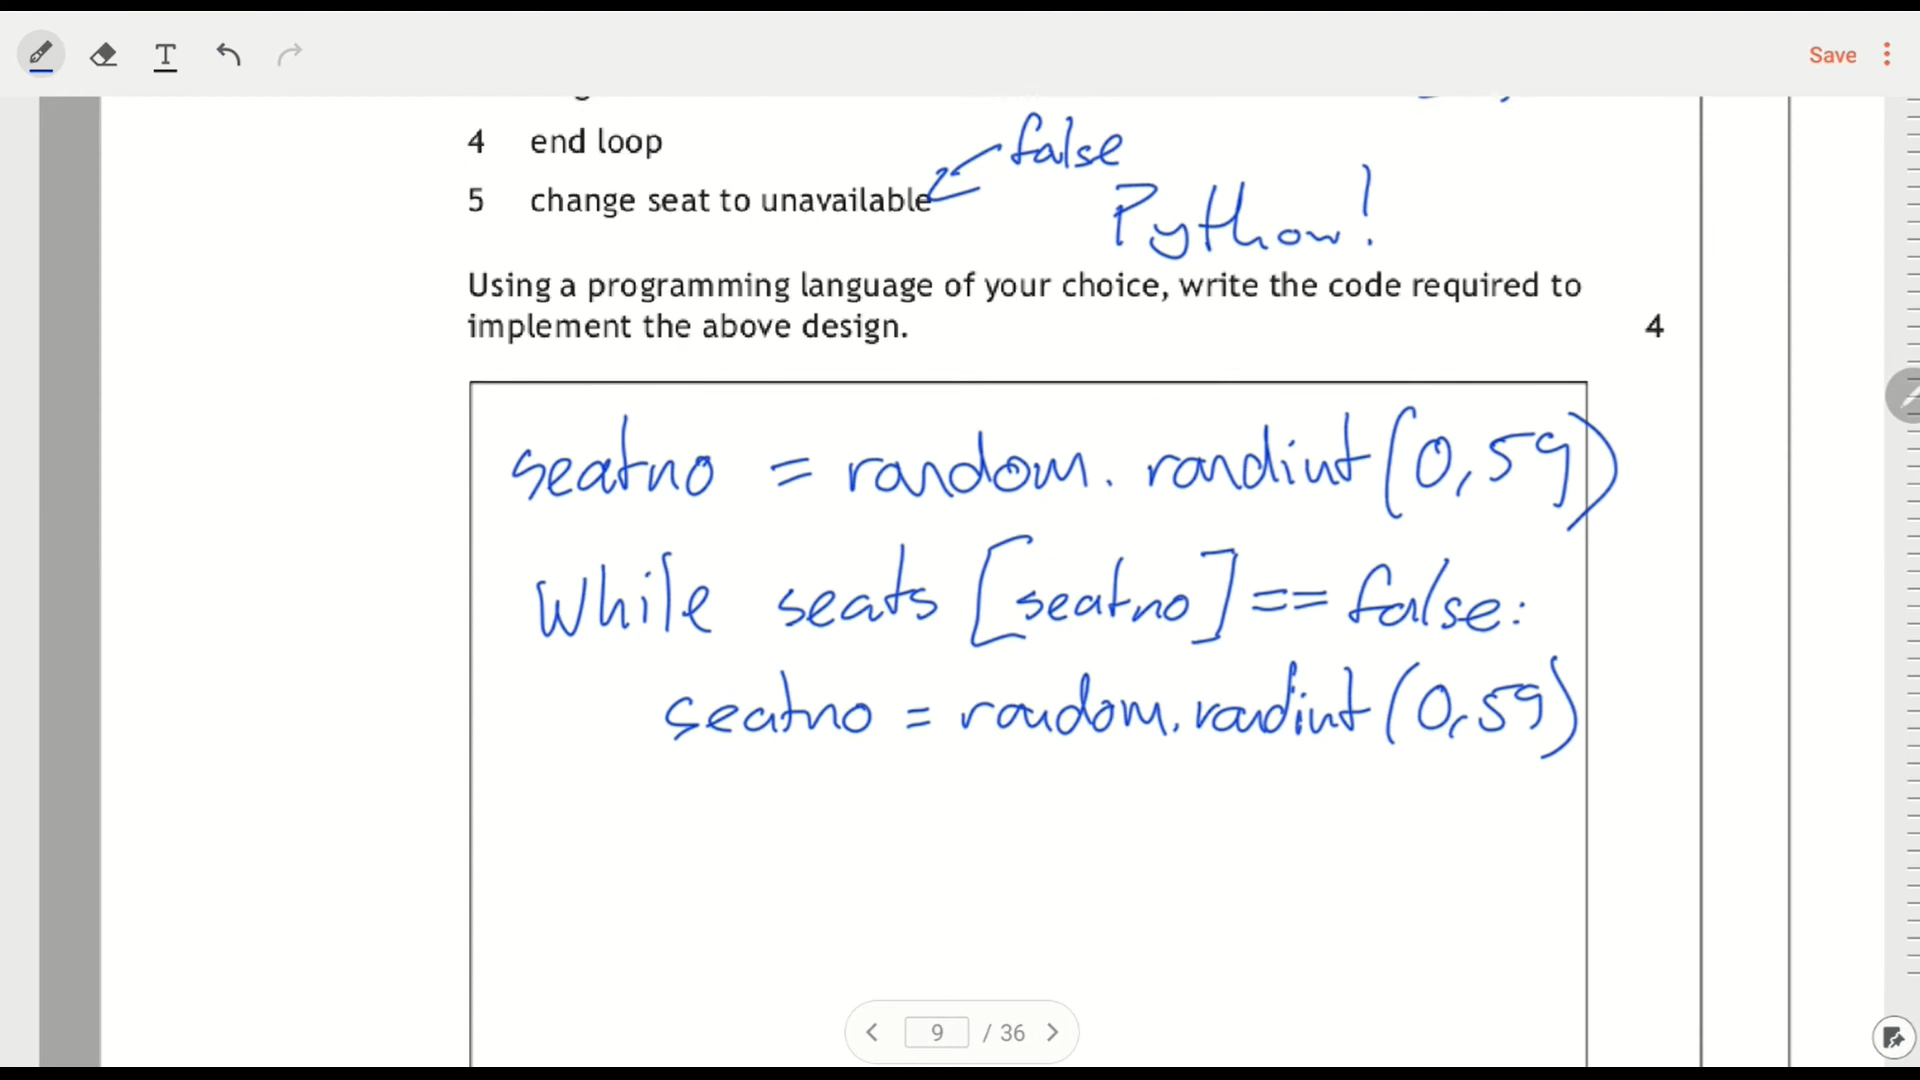 T
Save
4 end loop
false
5 change seat to unavailable
Python!
Using a programming language of your choice, write the code required to
implement the above design.
4
seatno = random.randint(0,59)
While seats [seatno] == false:
seatno = random.randint(0,59)
9 / 36